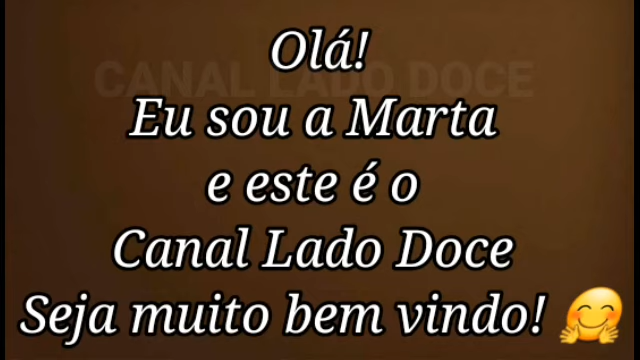 Olá!
CANAL LADO DOCE
Eu sou a Marta
e este é o
Canal Lado Doce
Seja muito bem vindo! 🤗